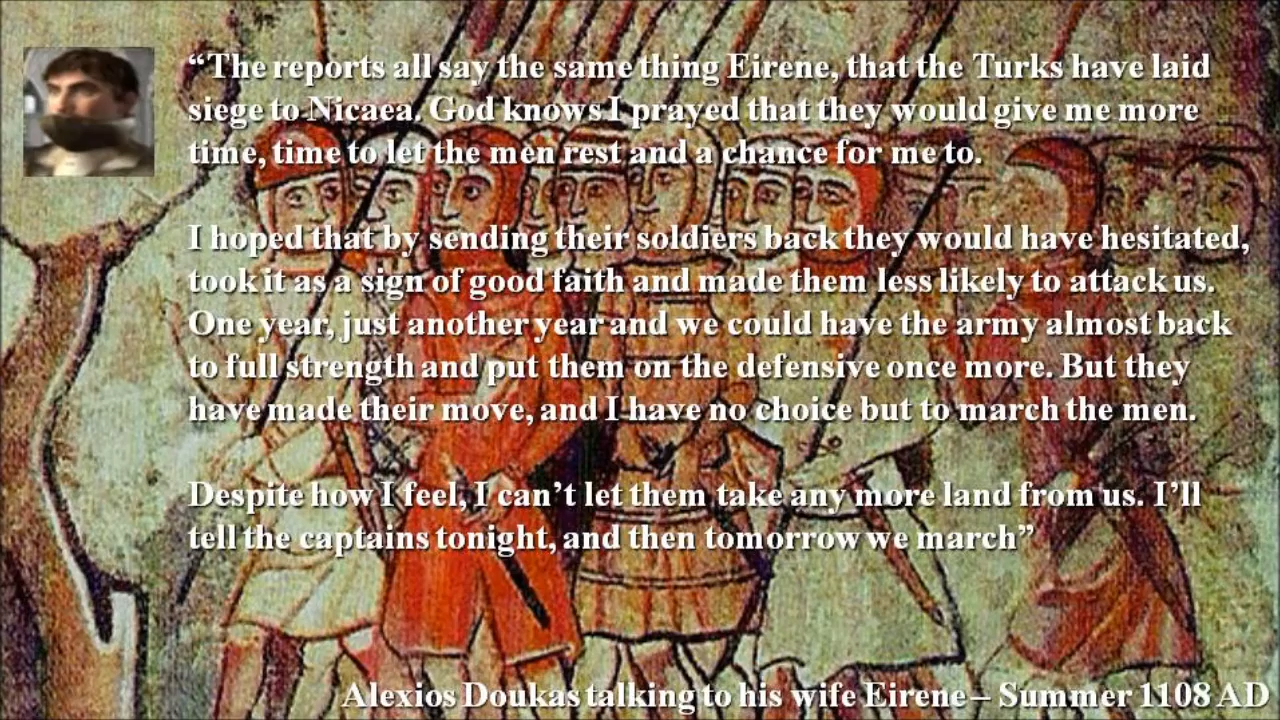 “The reports all say the same thing Eirene, that the Turks have laid
siege to Nicaea. God knows I prayed that they would give me more
time, time to let the men rest and a chance for me to.
I hoped that by sending their soldiers back they would have hesitated,
took it as a sign of good faith and made them less likely to attack us.
One year, just another year and we could have the army almost back
to full strength and put them on the defensive once more. But they
have made their move, and I have no choice but to march the men.
Despite how I feel, I can’t let them take any more land from us. I’ll
tell the captains tonight, and then tomorrow we march”
Alexios Doukas talking to his wife Eirene – Summer 1108 AD